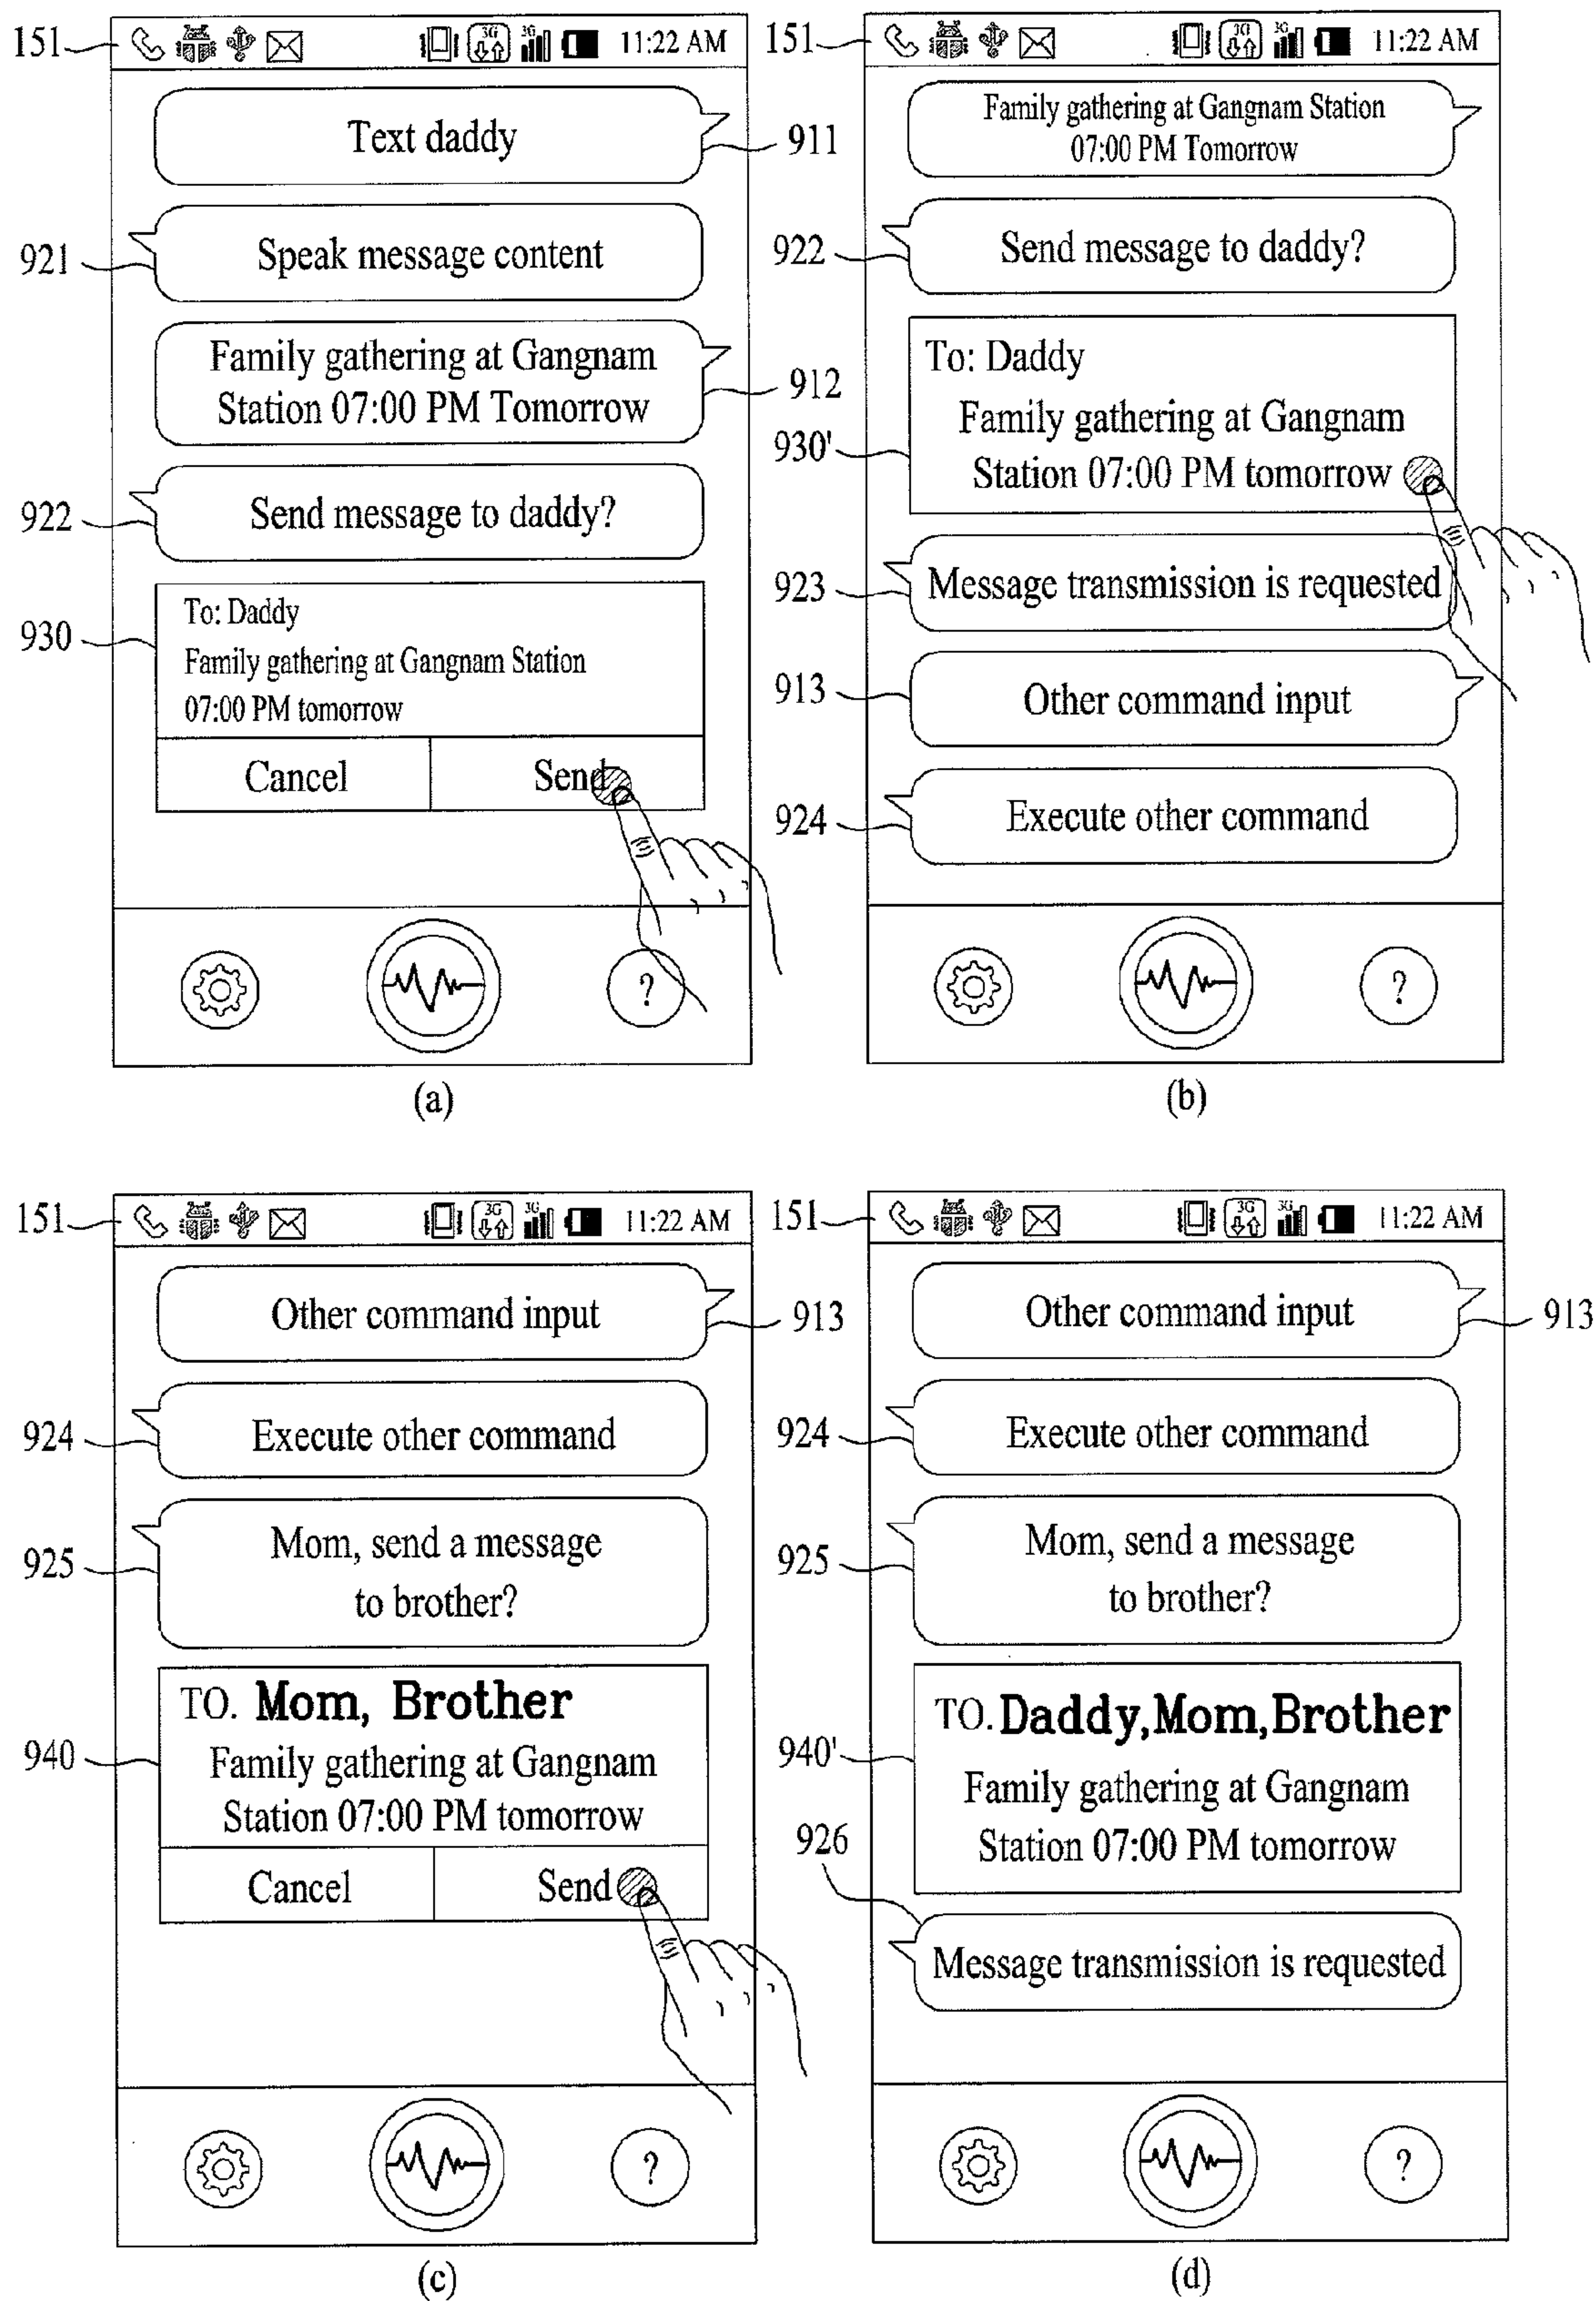 151
3G
3G
11:22 AM
Text daddy
911
Speak message content
921
Family gathering at Gangnam
Station 07:00 PM Tomorrow
912
Send message to daddy?
922
To: Daddy
Family gathering at Gangnam Station
07:00 PM tomorrow
930
Cancel
Send
?
(a)
151
3G
3G
11:22 AM
Family gathering at Gangnam Station
07:00 PM Tomorrow
922
Send message to daddy?
To: Daddy
Family gathering at Gangnam
930'
Station 07:00 PM tomorrow
923
Message transmission is requested
913
Other command input
924
Execute other command
?
(b)
151
3G
3G
11:22 AM
Other command input
913
924
Execute other command
Mom, send a message
925
to brother?
TO. Mom, Brother
940
Family gathering at Gangnam
Station 07:00 PM tomorrow
Cancel
Send
?
(c)
151
3G
3G
11:22 AM
Other command input
913
924
Execute other command
Mom, send a message
925
to brother?
TO. Daddy,Mom,Brother
940'
Family gathering at Gangnam
Station 07:00 PM tomorrow
926
Message transmission is requested
?
(d)